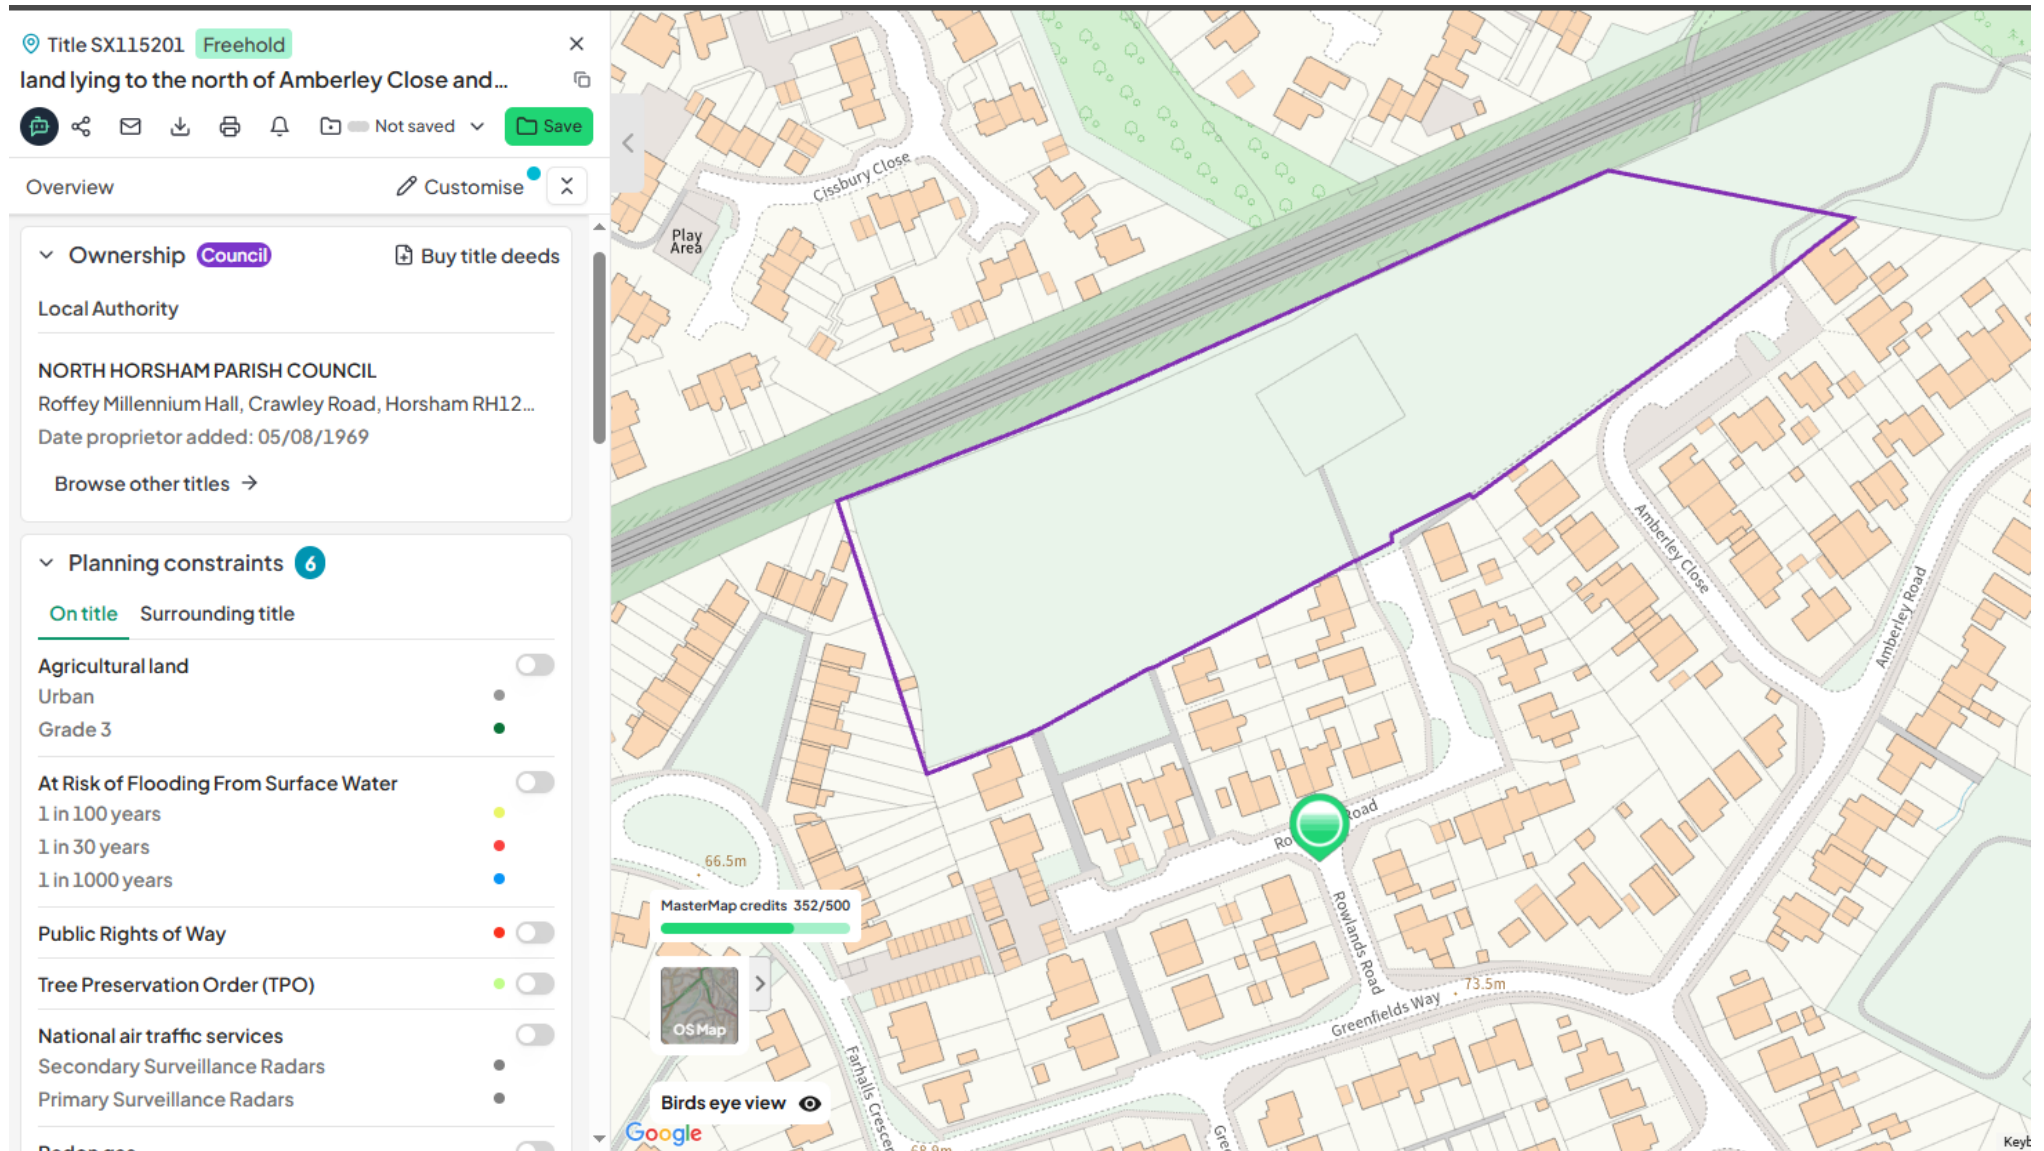 Title SX115201 Freehold
land lying to the north of Amberley Close and...
Not saved
Save
Overview
Customise
Ownership Council
Buy title deeds
Local Authority
NORTH HORSHAM PARISH COUNCIL
Roffey Millennium Hall, Crawley Road, Horsham RH12...
Date proprietor added: 05/08/1969
Browse other titles
Planning constraints 6
On title
Surrounding title
Agricultural land
Urban
Grade 3
At Risk of Flooding From Surface Water
1 in 100 years
1 in 30 years
1 in 1000 years
Public Rights of Way
Tree Preservation Order (TPO)
National air traffic services
Secondary Surveillance Radars
Primary Surveillance Radars
Cissbury Close
Play
Area
Amberley Close
Amberley Road
Road
Rowlands Road
Greenfields Way
73.5m
66.5m
MasterMap credits 352/500
OS Map
Farhalls Crescen
Birds eye view
Google
Gree
68.9m
Keyb